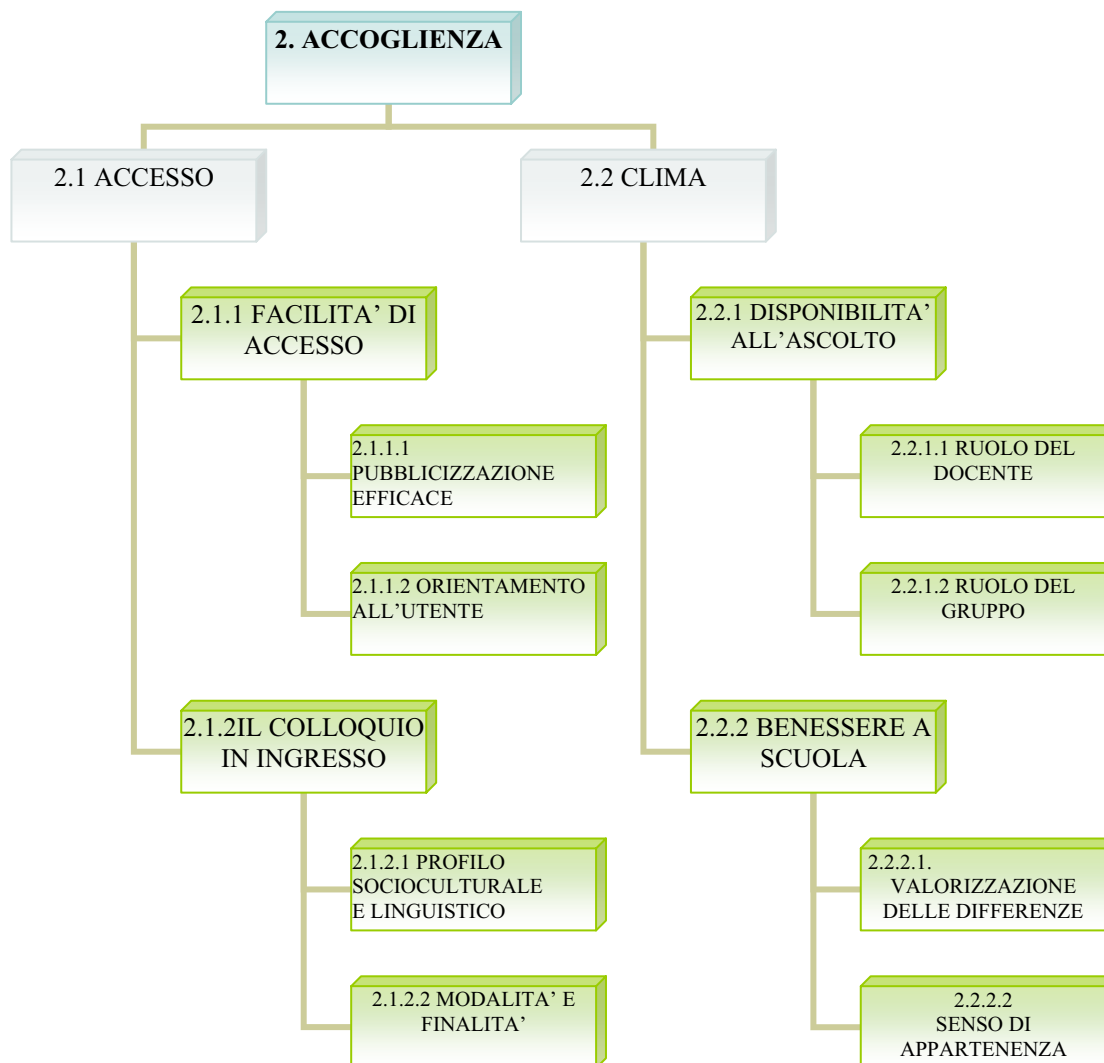 2. ACCOGLIENZA
2.1 ACCESSO
2.2 CLIMA
2.1.1 FACILITA’ DI
ACCESSO
2.2.1 DISPONIBILITA’
ALL’ASCOLTO
2.1.1.1
PUBBLICIZZAZIONE
EFFICACE
2.2.1.1 RUOLO DEL
DOCENTE
2.1.1.2 ORIENTAMENTO
ALL’UTENTE
2.2.1.2 RUOLO DEL
GRUPPO
2.1.2IL COLLOQUIO
IN INGRESSO
2.2.2 BENESSERE A
SCUOLA
2.1.2.1 PROFILO
SOCIOCULTURALE
E LINGUISTICO
2.2.2.1.
VALORIZZAZIONE
DELLE DIFFERENZE
2.1.2.2 MODALITA’ E
FINALITA’
2.2.2.2
SENSO DI
APPARTENENZA